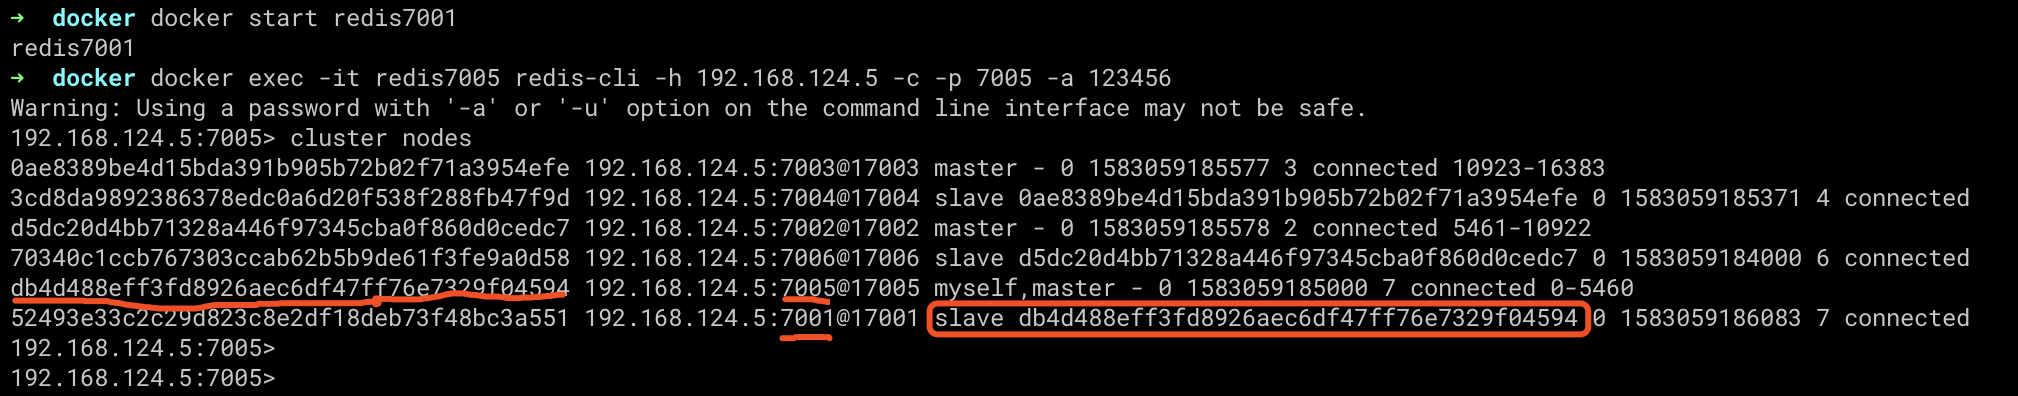 → docker docker start redis7001
redis7001
→ docker docker exec -it redis7005 redis-cli -h 192.168.124.5 -c -p 7005 -a 123456
Warning: Using a password with '-a' or '-u' option on the command line interface may not be safe.
192.168.124.5:7005> cluster nodes
0ae8389be4d15bda391b905b72b02f71a3954efe 192.168.124.5:7003@17003 master - 0 1583059185577 3 connected 10923-16383
3cd8da9892386378edc0a6d20f538f288fb47f9d 192.168.124.5:7004@17004 slave 0ae8389be4d15bda391b905b72b02f71a3954efe 0 1583059185371 4 connected
d5dc20d4bb71328a446f97345cba0f860d0cedc7 192.168.124.5:7002@17002 master - 0 1583059185578 2 connected 5461-10922
70340c1ccb767303ccab62b5b9de61f3fe9a0d58 192.168.124.5:7006@17006 slave d5dc20d4bb71328a446f97345cba0f860d0cedc7 0 1583059184000 6 connected
db4d488eff3fd8926aec6df47ff76e7329f04594 192.168.124.5:7005@17005 myself,master - 0 1583059185000 7 connected 0-5460
52493e33c2c29d823c8e2df18deb73f48bc3a551 192.168.124.5:7001@17001 slave db4d488eff3fd8926aec6df47ff76e7329f04594 0 1583059186083 7 connected
192.168.124.5:7005>
192.168.124.5:7005>